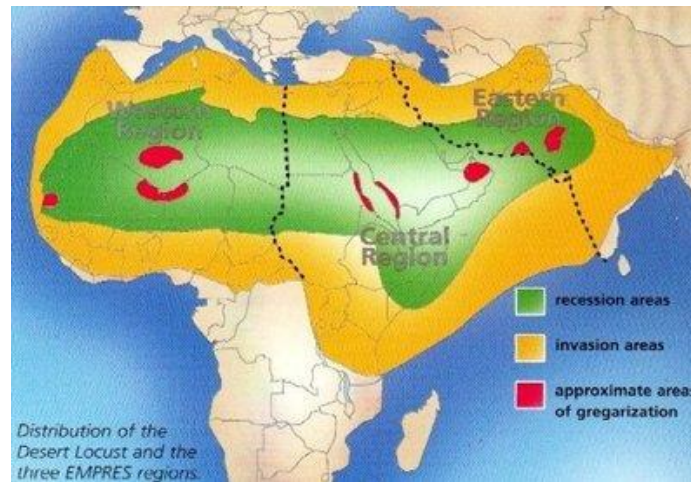 Western
Region
Eastern
Region
Central
Region
recession areas
invasion areas
approximate areas
of gregarization
Distribution of the
Desert Locust and the
three EMPRES regions.